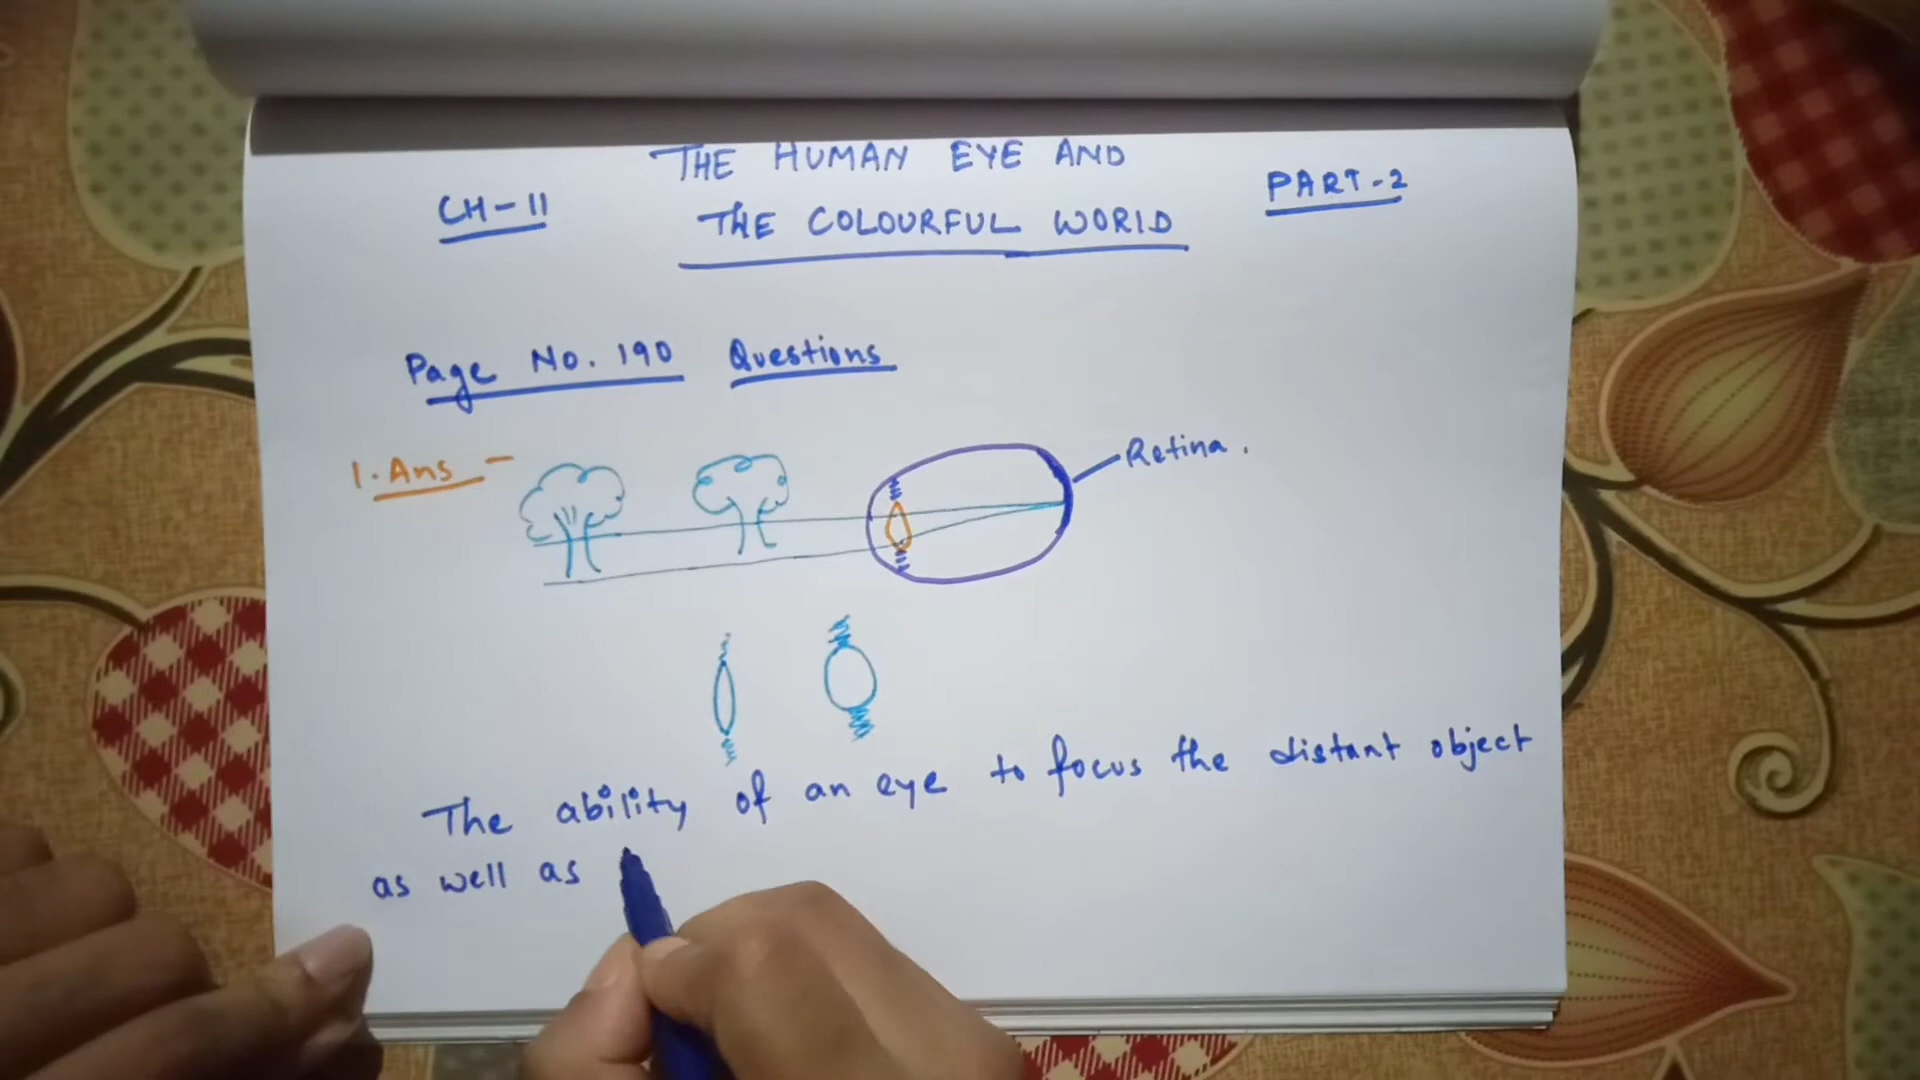 THE HUMAN EYE AND
CH-11
THE COLOURFUL WORLD
PART-2
Page No. 190 Questions
1. Ans -
Retina.
The ability of an eye to focus the distant object
as well as